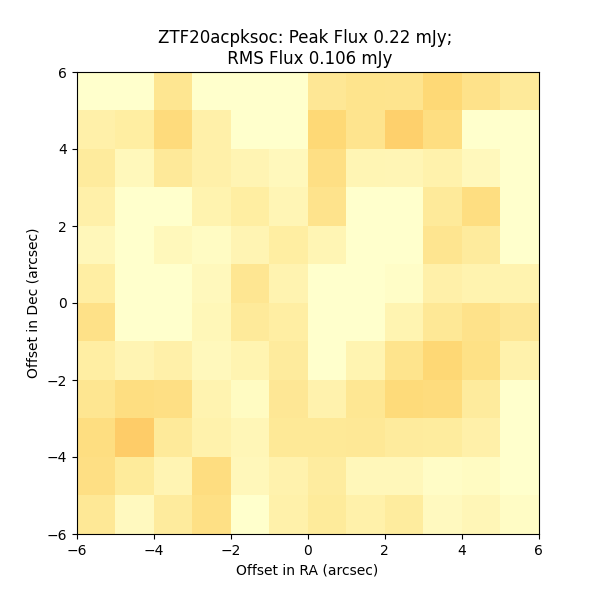 ZTF20acpksoc: Peak Flux 0.22 mJy;
RMS Flux 0.106 mJy
6
4
2
0
−2
−4
−6
Offset in Dec (arcsec)
−6 −4 −2 0 2 4 6
Offset in RA (arcsec)